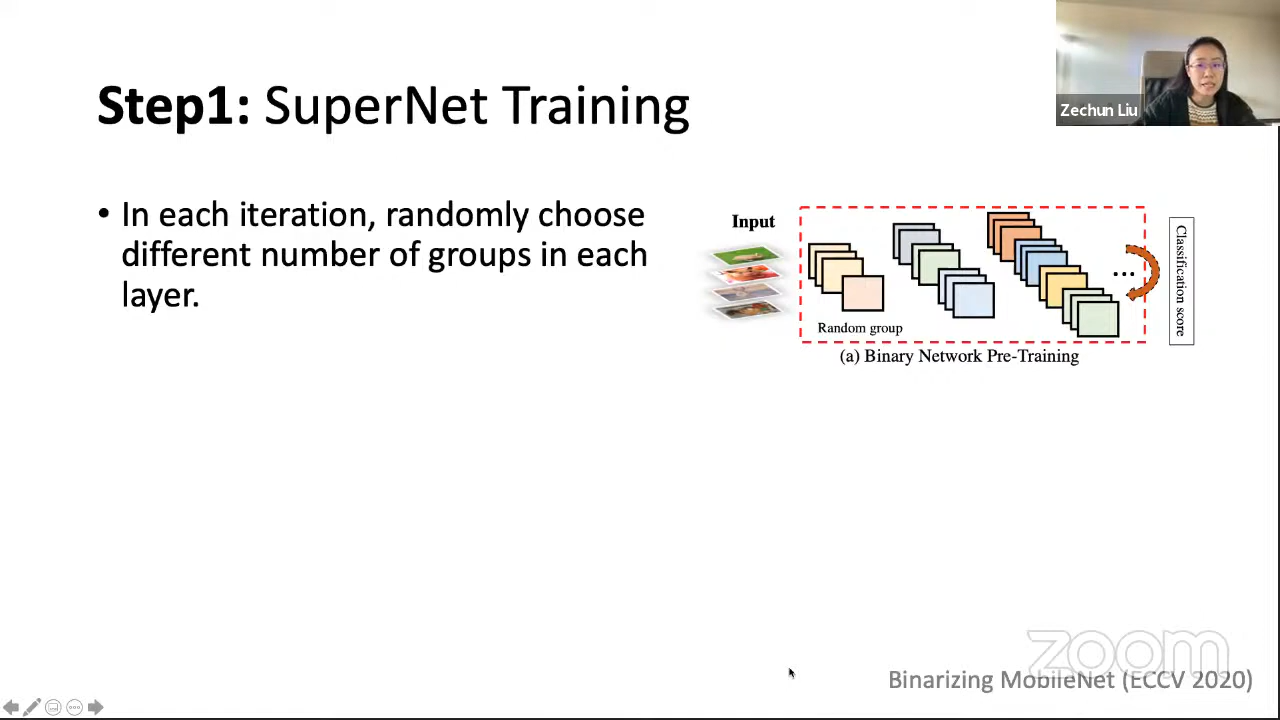 Step1: SuperNet Training
Zechun Liu
• In each iteration, randomly choose
different number of groups in each
layer.
Input
Random group
...
Classification score
(a) Binary Network Pre-Training
zoom
Binarizing MobileNet (ECCV 2020)